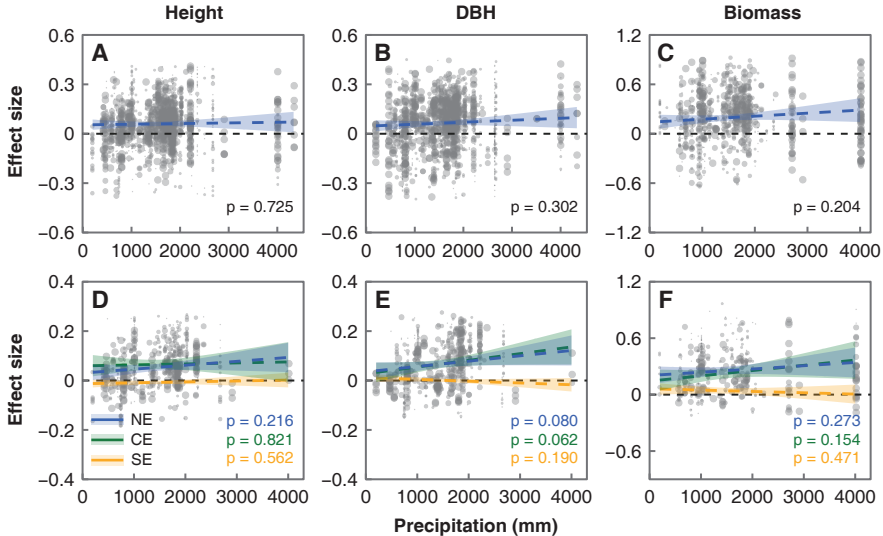 Height
DBH
Biomass
A
B
C
Effect size
0.6
0.3
0
−0.3
−0.6
p = 0.725
0 1000 2000 3000 4000
0.6
0.3
0
−0.3
−0.6
p = 0.302
0 1000 2000 3000 4000
1.2
0.6
0
−0.6
−1.2
p = 0.204
0 1000 2000 3000 4000
D
E
F
Effect size
0.4
0.2
0
−0.2
−0.4
NE
CE
SE
p = 0.216
p = 0.821
p = 0.562
0 1000 2000 3000 4000
0.4
0.2
0
−0.2
−0.4
p = 0.080
p = 0.062
p = 0.190
0 1000 2000 3000 4000
1.2
0.6
0
−0.6
p = 0.273
p = 0.154
p = 0.471
0 1000 2000 3000 4000
Precipitation (mm)